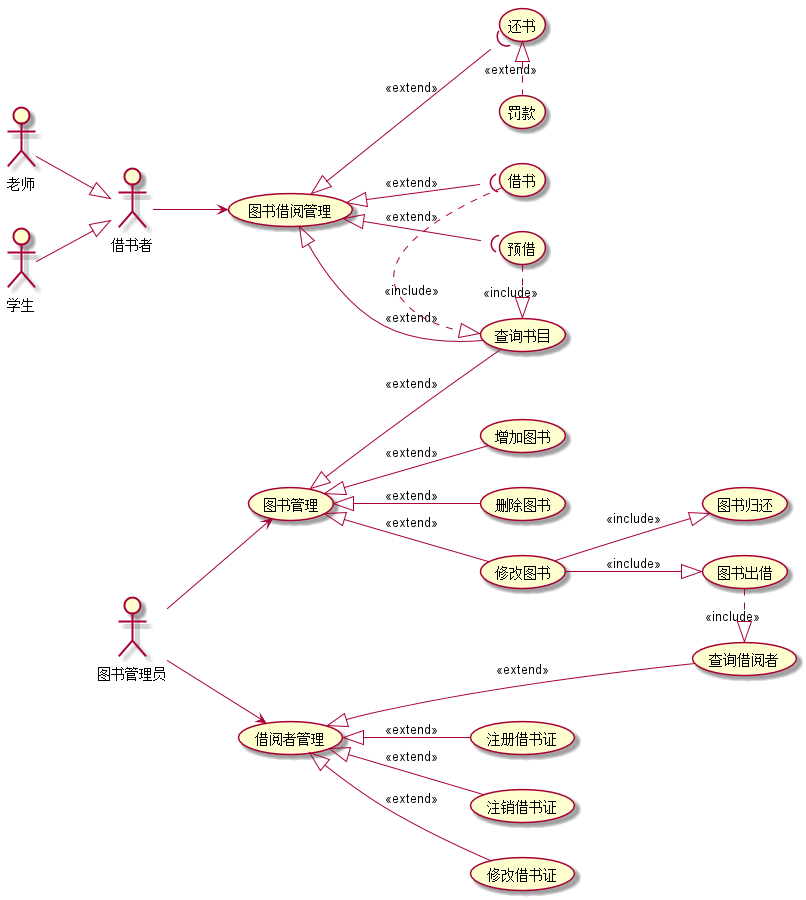 还书
«extend»
«extend»
罚款
老师
借书者
学生
图书借阅管理
«extend»
借书
«extend»
预借
«include»
«include»
«extend»
查询书目
«extend»
增加图书
«extend»
图书管理
«extend»
删除图书
«extend»
修改图书
«include»
图书归还
«include»
图书出借
«include»
查询借阅者
图书管理员
«extend»
借阅者管理
«extend»
注册借书证
«extend»
注销借书证
«extend»
修改借书证